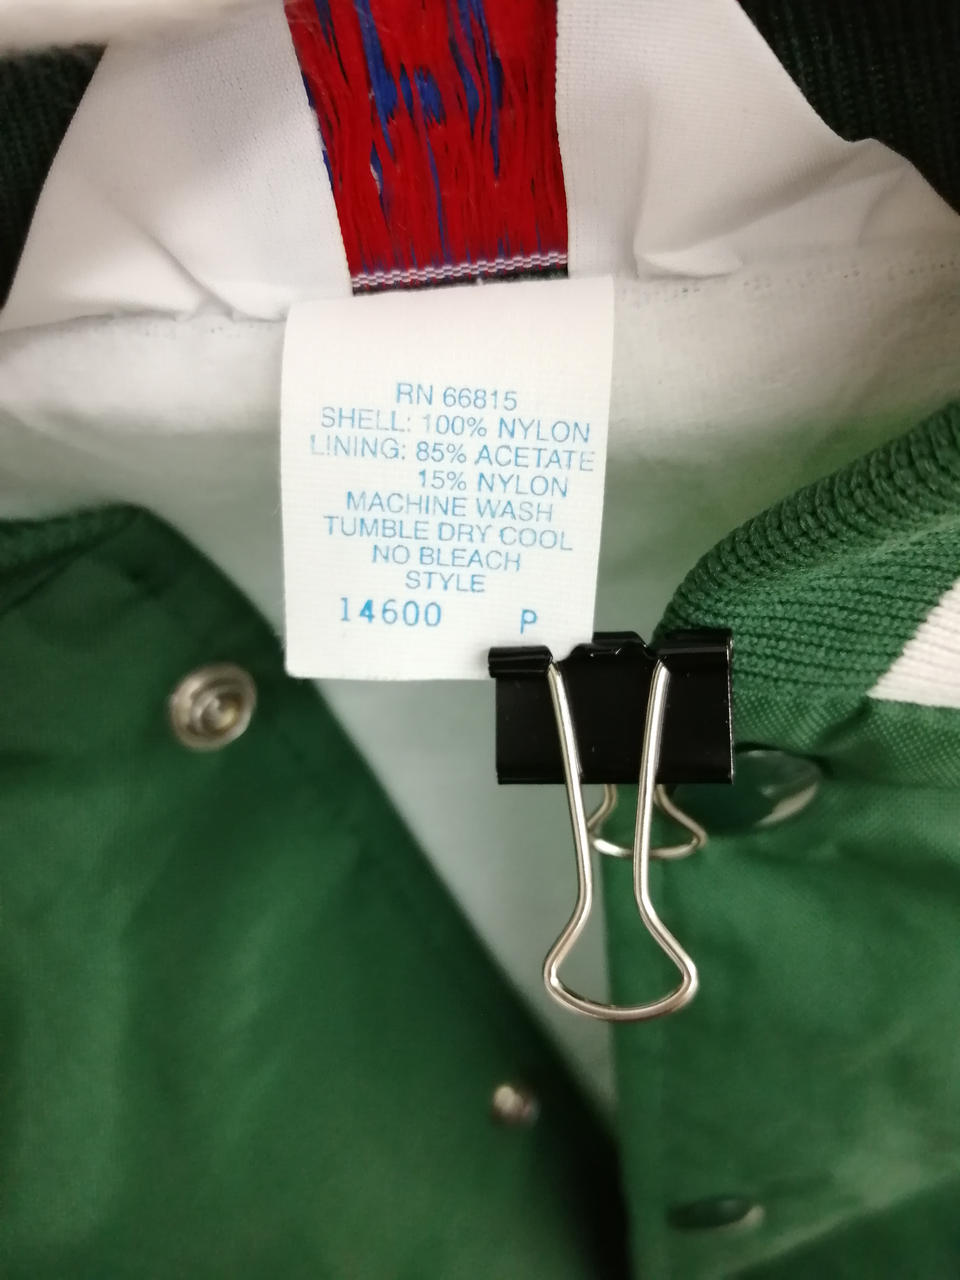 RN 66815
SHELL: 100% NYLON
LINING: 85% ACETATE
15% NYLON
MACHINE WASH
TUMBLE DRY COOL
NO BLEACH
STYLE
14600 P